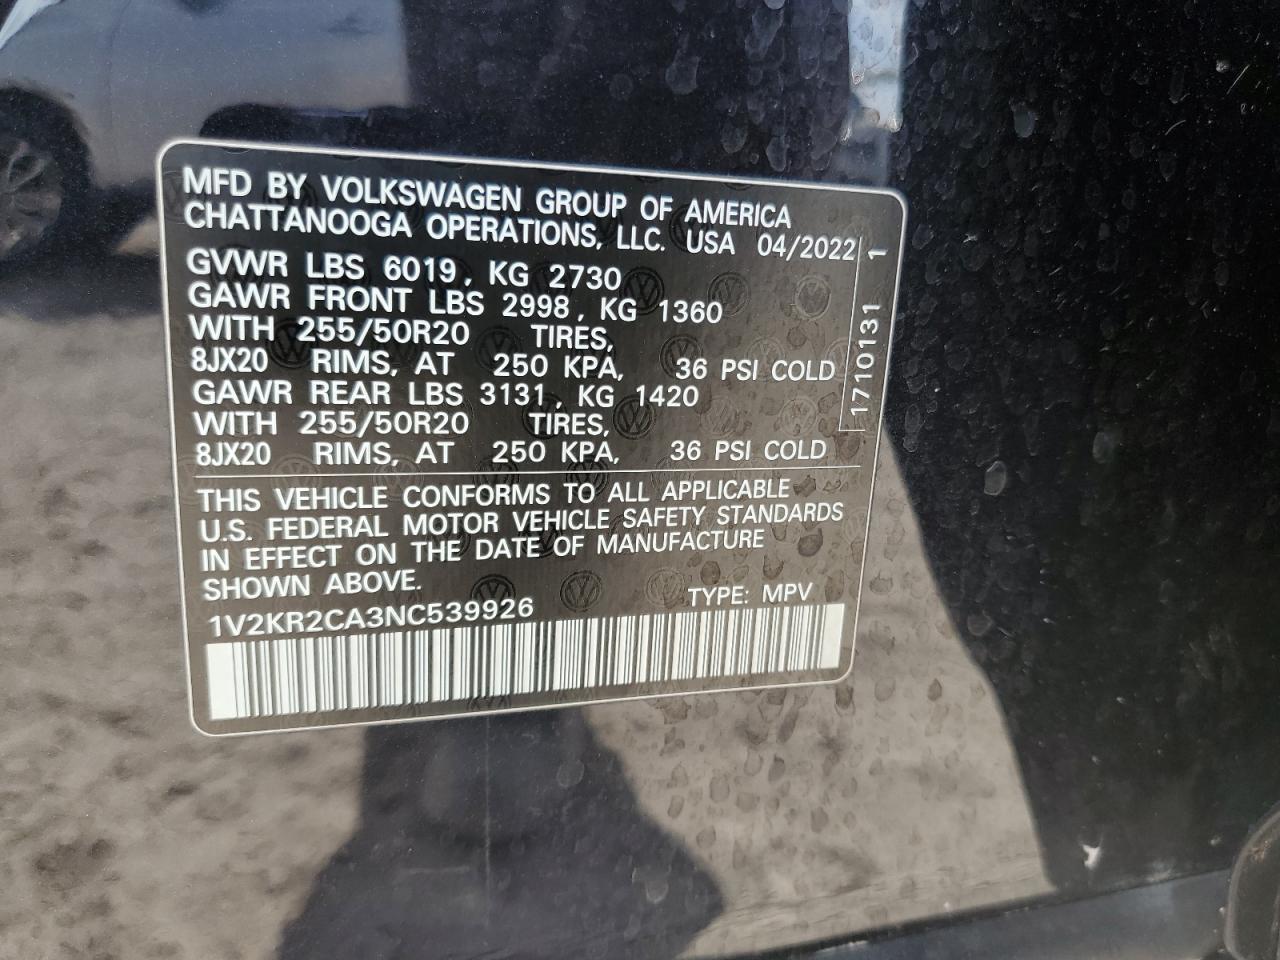 MFD BY VOLKSWAGEN GROUP OF AMERICA
CHATTANOOGA OPERATIONS, LLC. USA 04/2022
GVWR LBS 6019, KG 2730
GAWR FRONT LBS 2998, KG 1360
WITH 255/50R20 TIRES,
8JX20 RIMS, AT 250 KPA, 36 PSI COLD
GAWR REAR LBS 3131, KG 1420
WITH 255/50R20 TIRES,
8JX20 RIMS, AT 250 KPA, 36 PSI COLD
1710131 1
THIS VEHICLE CONFORMS TO ALL APPLICABLE
U.S. FEDERAL MOTOR VEHICLE SAFETY STANDARDS
IN EFFECT ON THE DATE OF MANUFACTURE
SHOWN ABOVE.
1V2KR2CA3NC539926 TYPE: MPV